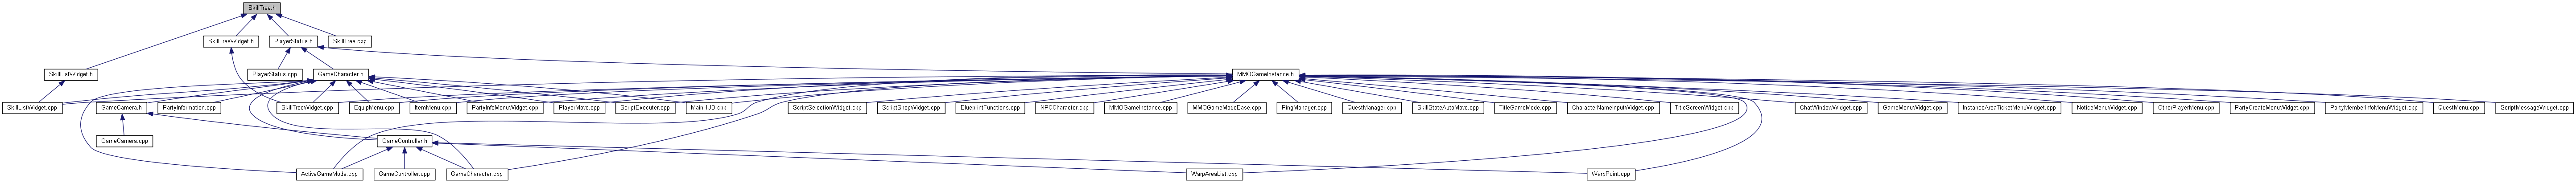 SkillTree.h
SkillTreeWidget.h
PlayerStatus.h
SkillTree.cpp
SkillListWidget.h
PlayerStatus.cpp
GameCharacter.h
MMOGameInstance.h
SkillListWidget.cpp
GameCamera.h
PartyInformation.cpp
SkillTreeWidget.cpp
EquipMenu.cpp
ItemMenu.cpp
PartyInfoMenuWidget.cpp
PlayerMove.cpp
ScriptExecuter.cpp
MainHUD.cpp
ScriptSelectionWidget.cpp
ScriptShopWidget.cpp
BlueprintFunctions.cpp
NPCCharacter.cpp
MMOGameInstance.cpp
MMOGameModeBase.cpp
PingManager.cpp
QuestManager.cpp
SkillStateAutoMove.cpp
TitleGameMode.cpp
CharacterNameInputWidget.cpp
TitleScreenWidget.cpp
ChatWindowWidget.cpp
GameMenuWidget.cpp
InstanceAreaTicketMenuWidget.cpp
NoticeMenuWidget.cpp
OtherPlayerMenu.cpp
PartyCreateMenuWidget.cpp
PartyMemberInfoMenuWidget.cpp
QuestMenu.cpp
ScriptMessageWidget.cpp
GameCamera.cpp
GameController.h
ActiveGameMode.cpp
GameController.cpp
GameCharacter.cpp
WarpAreaList.cpp
WarpPoint.cpp